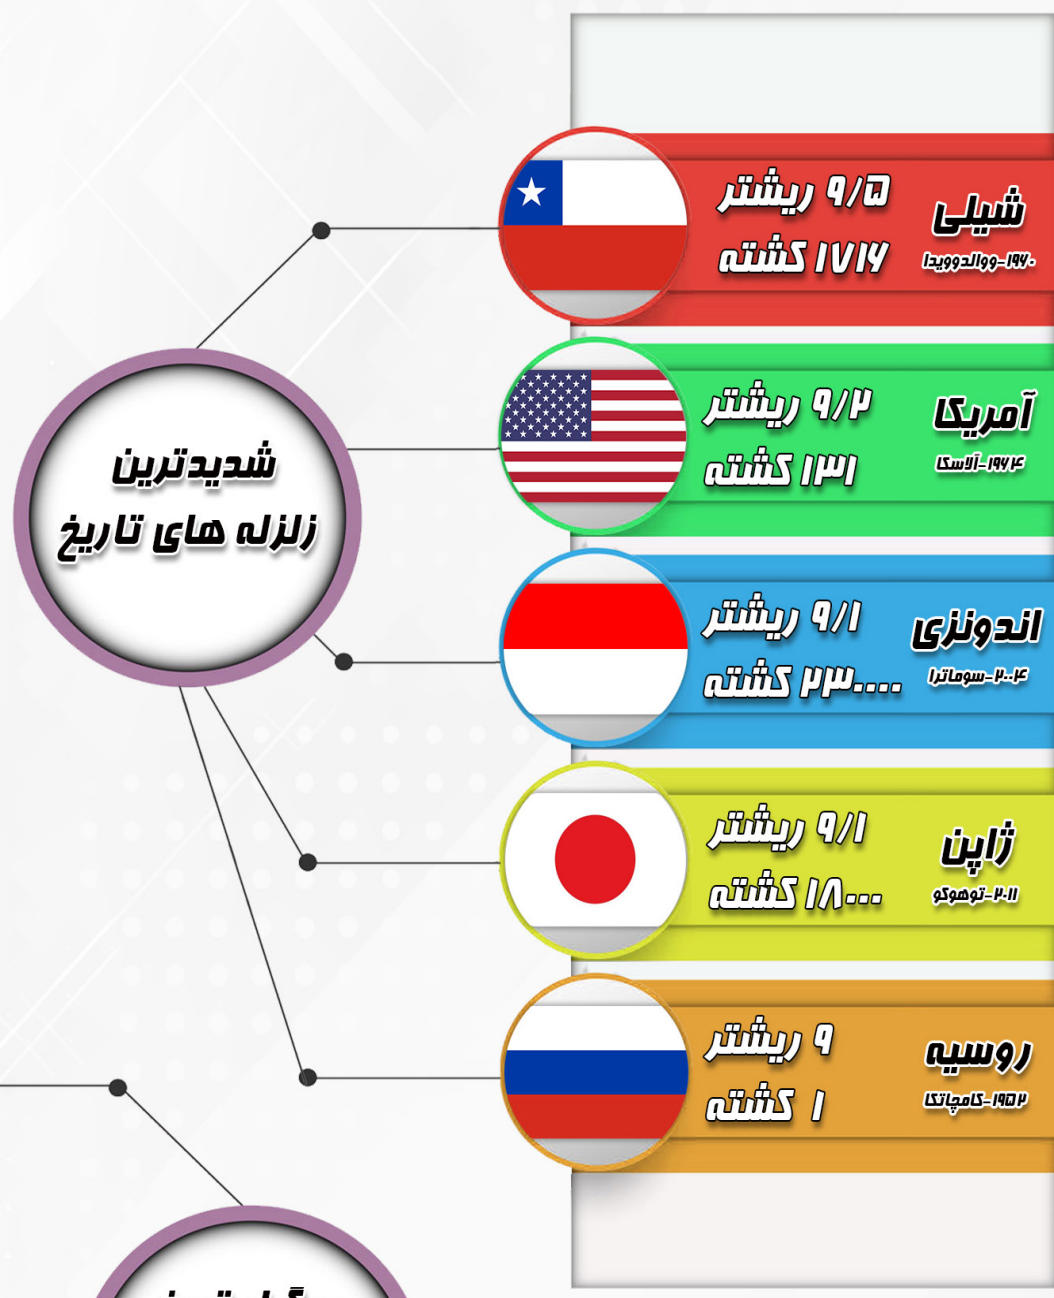 شدیدترین
زلزله های تاریخ
شیلی
۱۹۶۰-ووالدوویدا
۹/۵ ریشتر
۱۷۱۶ کشته
آمریکا
۱۹۶۴-آلاسکا
۹/۲ ریشتر
۱۳۱ کشته
اندونزی
۲۰۰۴-سوماترا
۹/۱ ریشتر
۲۳۰۰۰۰ کشته
ژاپن
۲۰۱۱-توهوکو
۹/۱ ریشتر
۱۸۰۰۰ کشته
روسیه
۱۹۵۲-کامچاتکا
۹ ریشتر
۱ کشته